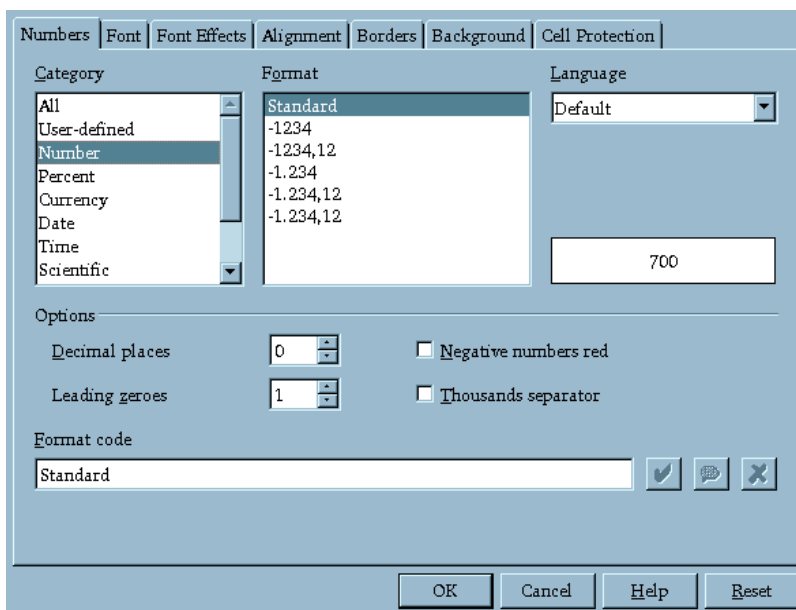 Numbers Font Font Effects Alignment Borders Background Cell Protection
Category
All
User-defined
Number
Percent
Currency
Date
Time
Scientific
Format
Standard
-1234
-1234,12
-1.234
-1.234,12
-1.234,12
Language
Default
700
Options
Decimal places 0 Negative numbers red
Leading zeroes 1 Thousands separator
Format code
Standard
OK Cancel Help Reset